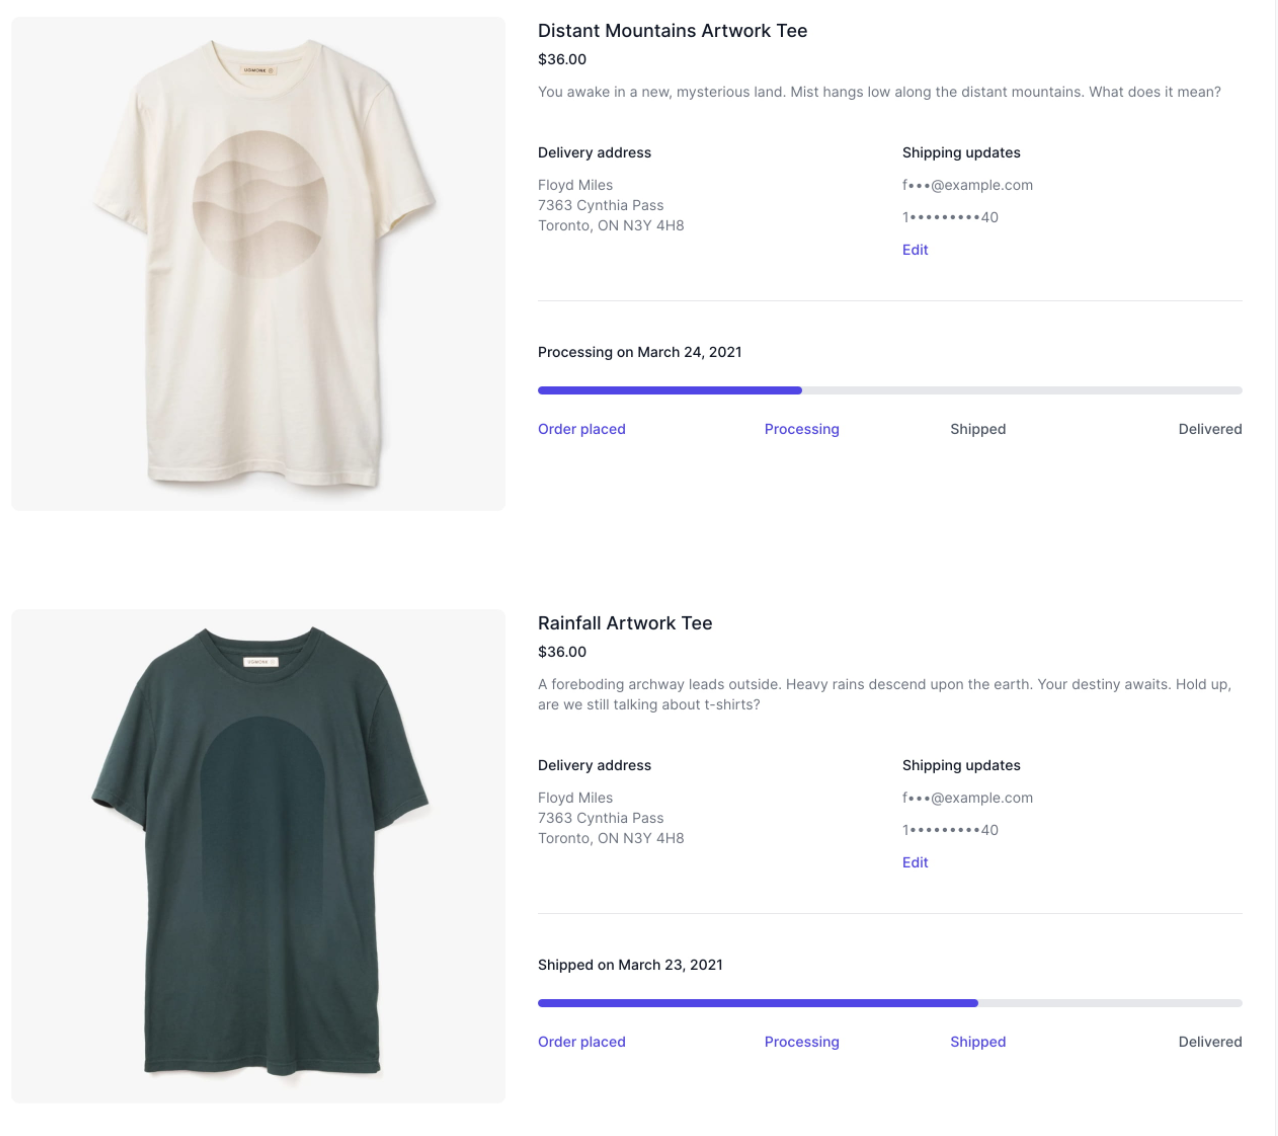 Distant Mountains Artwork Tee
$36.00
You awake in a new, mysterious land. Mist hangs low along the distant mountains. What does it mean?
Delivery address
Floyd Miles
7363 Cynthia Pass
Toronto, ON N3Y 4H8
Shipping updates
f•••@example.com
1•••••••••40
Edit
Processing on March 24, 2021
Order placed
Processing
Shipped
Delivered
Rainfall Artwork Tee
$36.00
A foreboding archway leads outside. Heavy rains descend upon the earth. Your destiny awaits. Hold up,
are we still talking about t-shirts?
Delivery address
Floyd Miles
7363 Cynthia Pass
Toronto, ON N3Y 4H8
Shipping updates
f•••@example.com
1•••••••••40
Edit
Shipped on March 23, 2021
Order placed
Processing
Shipped
Delivered